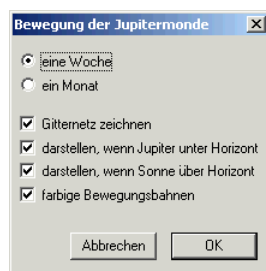 Bewegung der Jupitermonde
eine Woche
ein Monat
Gitternetz zeichnen
darstellen, wenn Jupiter unter Horizont
darstellen, wenn Sonne über Horizont
farbige Bewegungsbahnen
Abbrechen OK